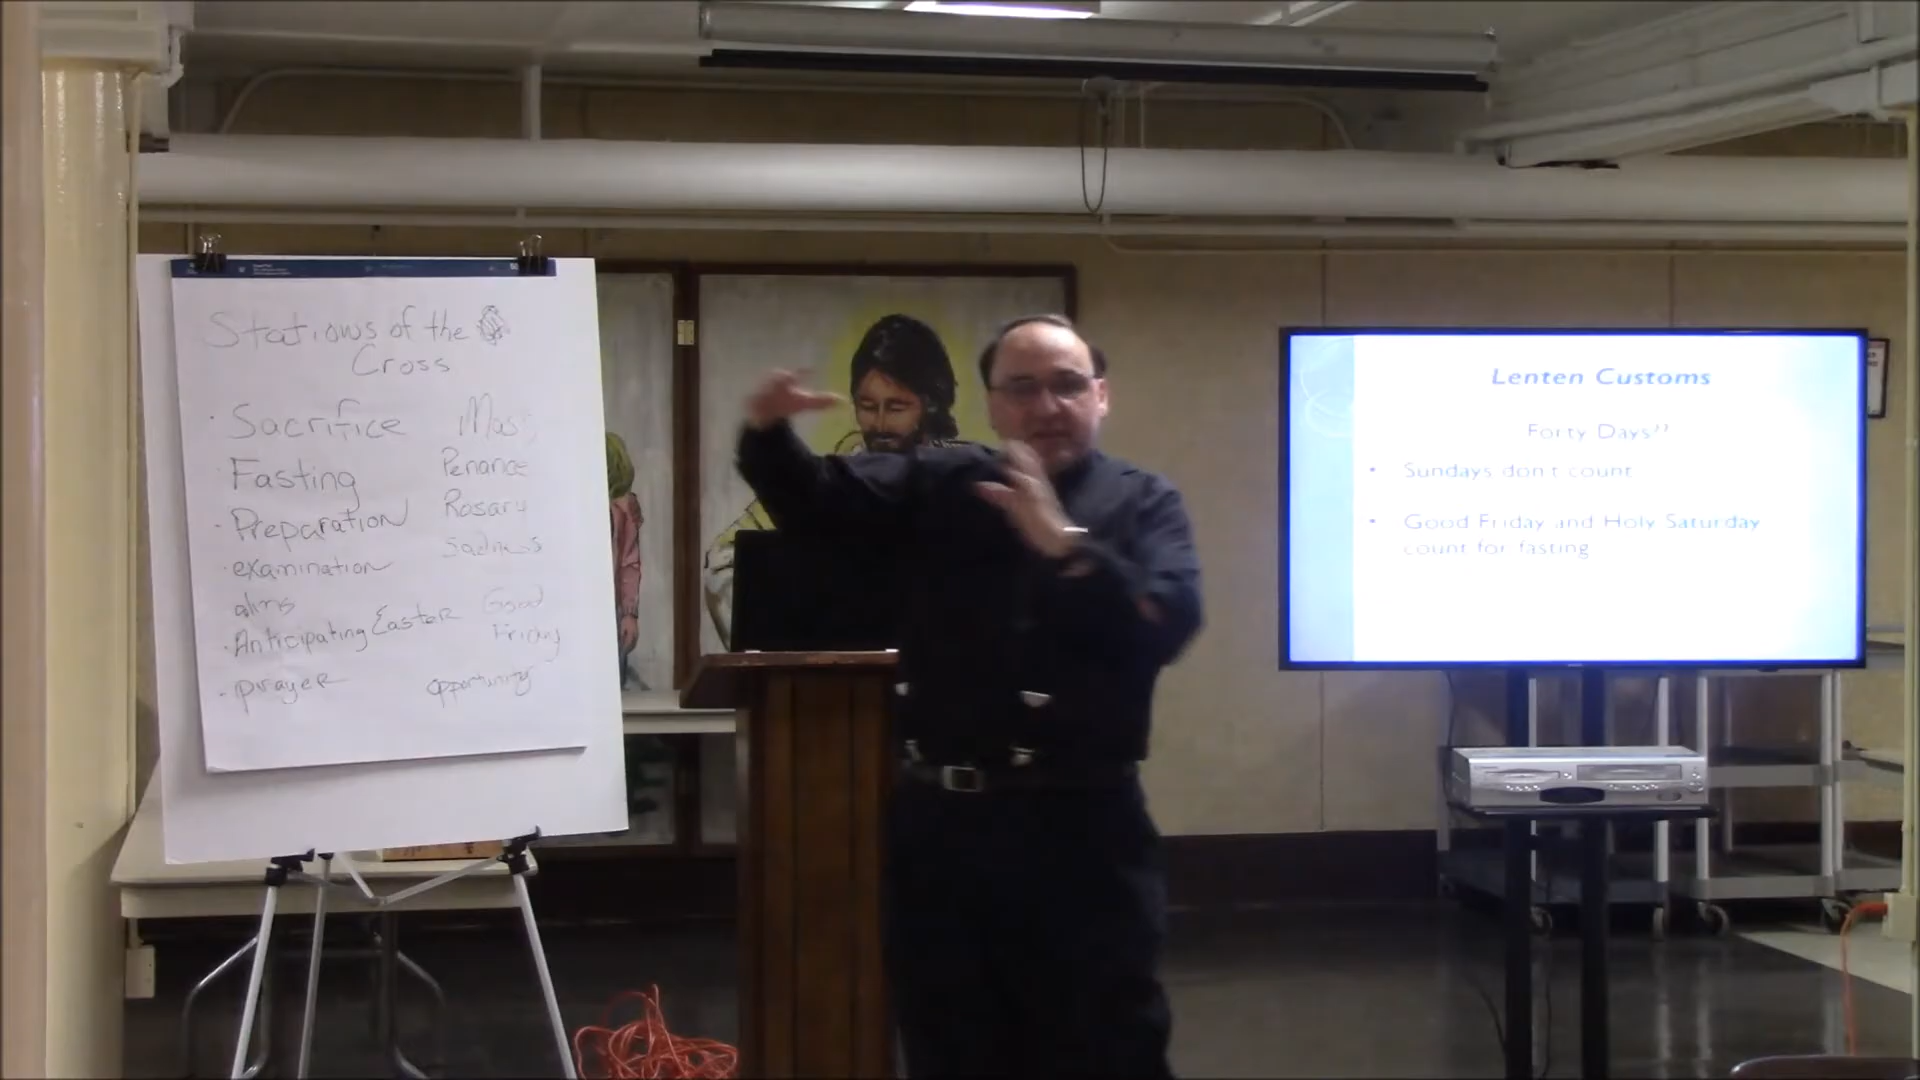 Stations of the
Cross
· Sacrifice
Fasting
· Preparation
· examination
alms
· Anticipating Easter
· prayer
Mass
Penance
Rosary
Sadness
Good
Friday
opportunity
Lenten Customs
Forty Days??
• Sundays don't count
• Good Friday and Holy Saturday
count for fasting